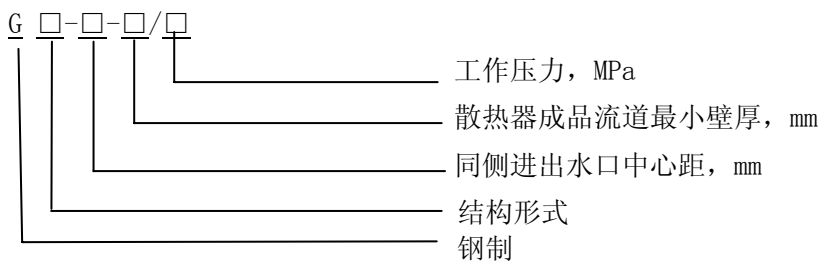 G □-□-□/□
工作压力，MPa
散热器成品流道最小壁厚，mm
同侧进出水口中心距，mm
结构形式
钢制